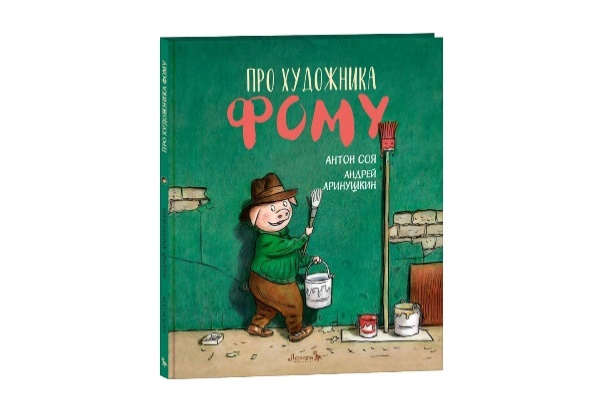 ПРО ХУДОЖНИКА
ФОМУ
АНТОН СОЯ
АНДРЕЙ
АРИНУШКИН
ПРО ХУДОЖНИКА ФОМУ